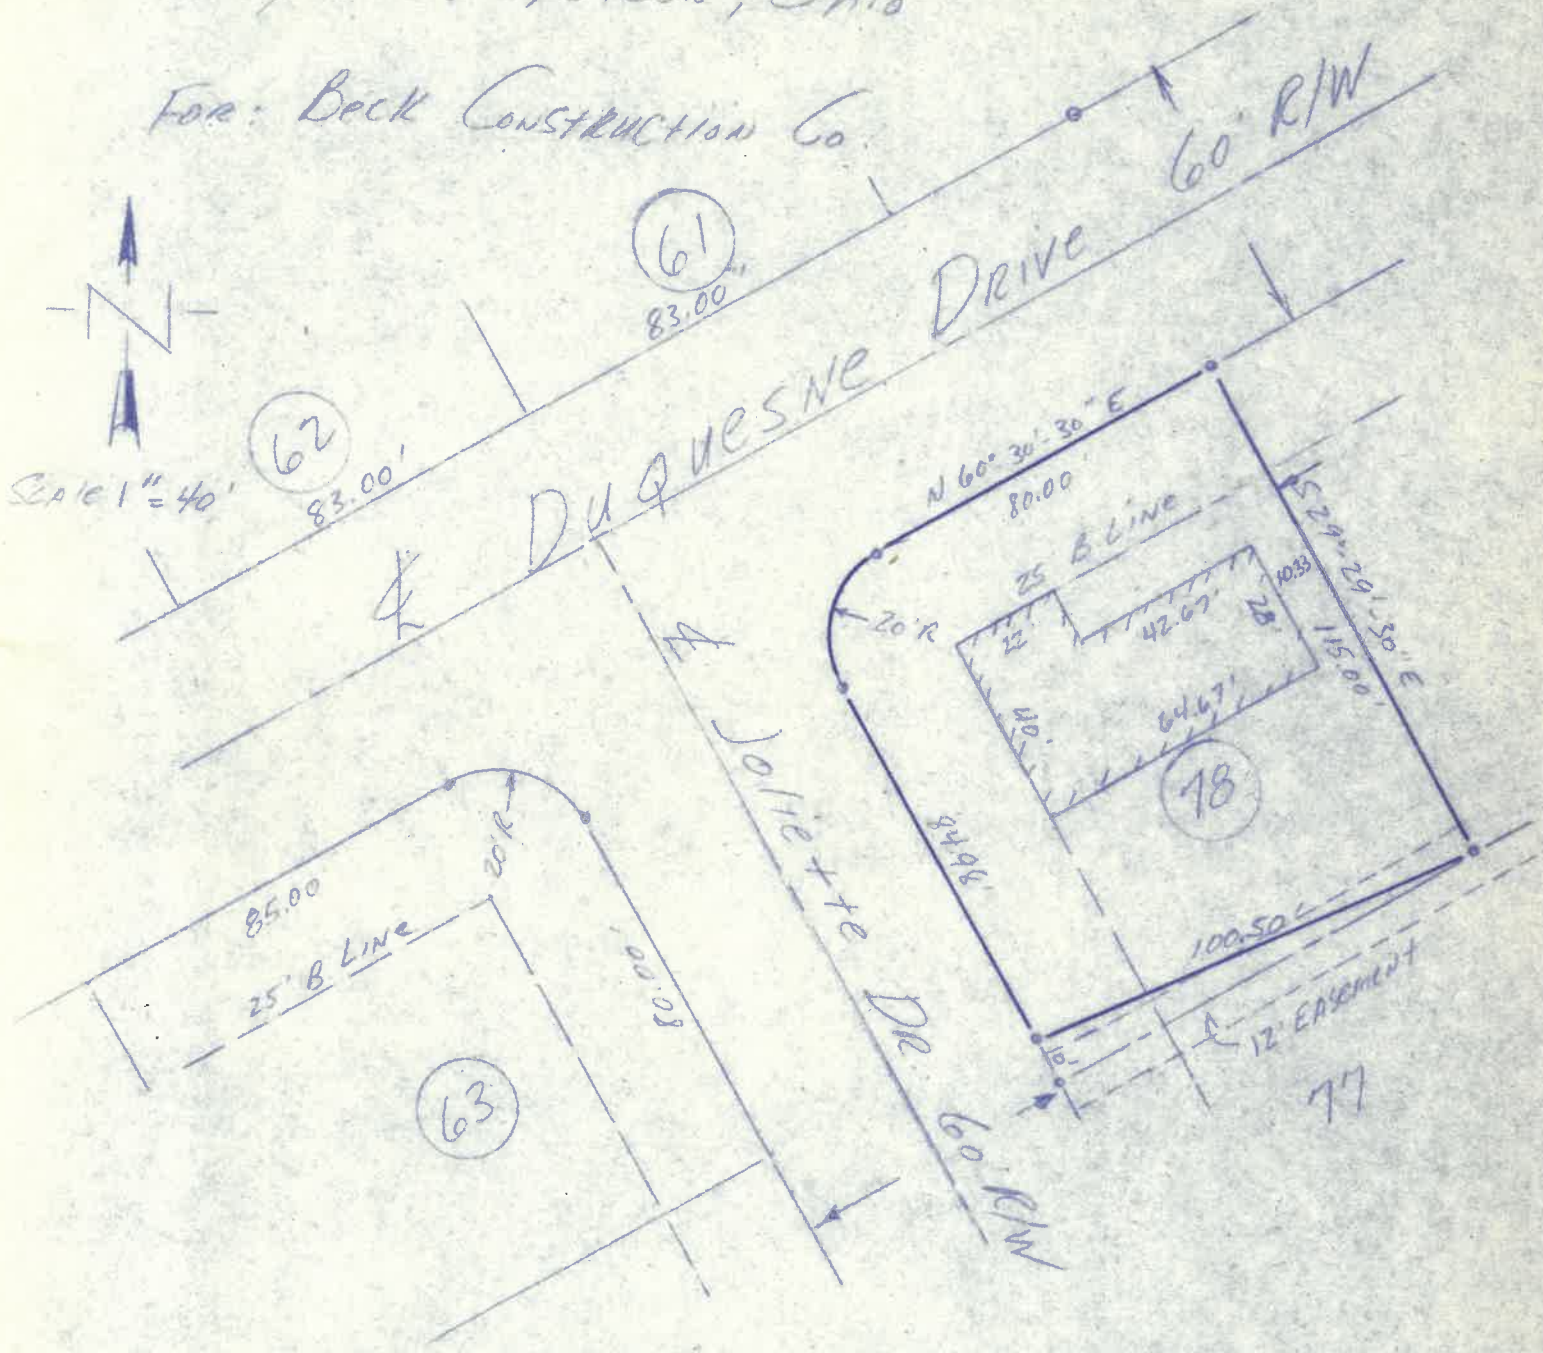 Ohio
For: Beck Construction Co.
60' R/W
61
83.00"
N
Duquesne Drive
62
83.00'
Scale 1" = 40'
℄
N 60°-30'-30" E
80.00'
25' B Line
S 29°-29'-30" E
115.00'
20'R
22'
42.67'
28'
10.33
40'
64.67'
78
84.98'
℄ Joliette Dr 60' R/W
20'R
85.00
25' B Line
80.00'
63
100.50
10'
℄
12' Easement
77